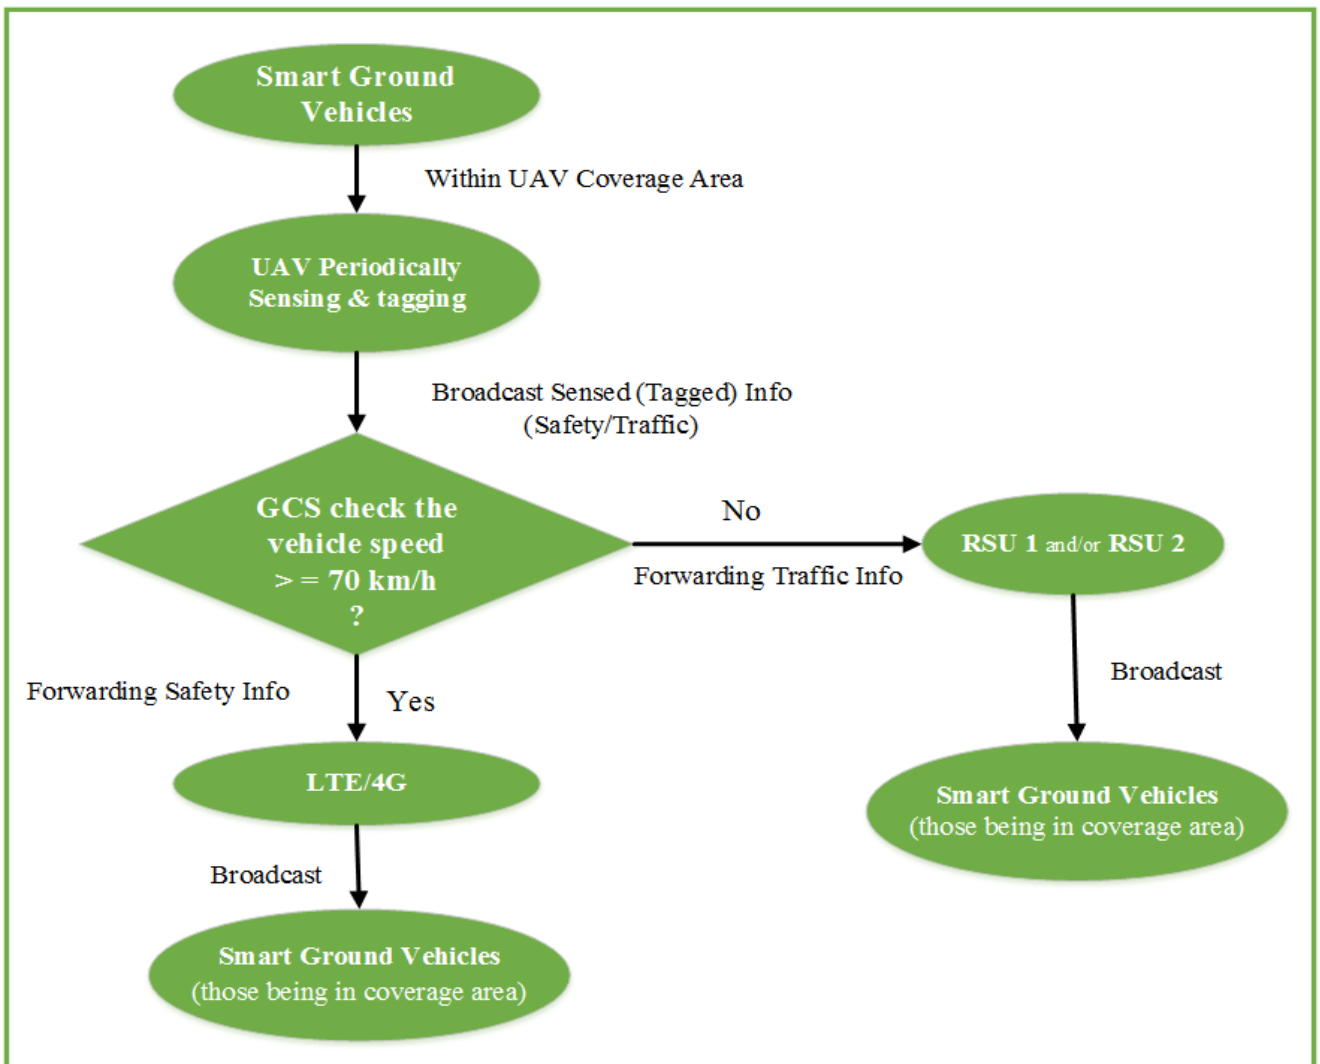 Smart Ground
Vehicles
Within UAV Coverage Area
UAV Periodically
Sensing & tagging
Broadcast Sensed (Tagged) Info
(Safety/Traffic)
GCS check the
vehicle speed
> = 70 km/h
?
No
Forwarding Traffic Info
RSU 1 and/or RSU 2
Broadcast
Smart Ground Vehicles
(those being in coverage area)
Forwarding Safety Info
Yes
LTE/4G
Broadcast
Smart Ground Vehicles
(those being in coverage area)